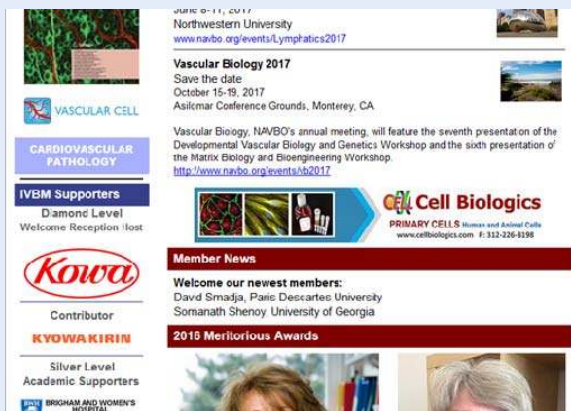 June 8-11, 2017
Northwestern University
www.navbo.org/events/Lymphatics2017
Vascular Biology 2017
Save the date
October 15-19, 2017
Asilomar Conference Grounds, Monterey, CA
Vascular Biology, NAVBO's annual meeting, will feature the seventh presentation of the
Developmental Vascular Biology and Genetics Workshop and the sixth presentation of
the Matrix Biology and Bioengineering Workshop.
http://www.navbo.org/events/vb2017
Cell Biologics
PRIMARY CELLS Human and Animal Cells
www.cellbiologics.com P: 312-226-8198
Member News
Welcome our newest members:
David Smadja, Paris Descartes University
Somanath Shenoy, University of Georgia
2016 Meritorious Awards
VASCULAR CELL
CARDIOVASCULAR
PATHOLOGY
IVBM Supporters
Diamond Level
Welcome Reception Host
Kowa
Contributor
KYOWAKIRIN
Silver Level
Academic Supporters
BRIGHAM AND WOMEN'S
HOSPITAL